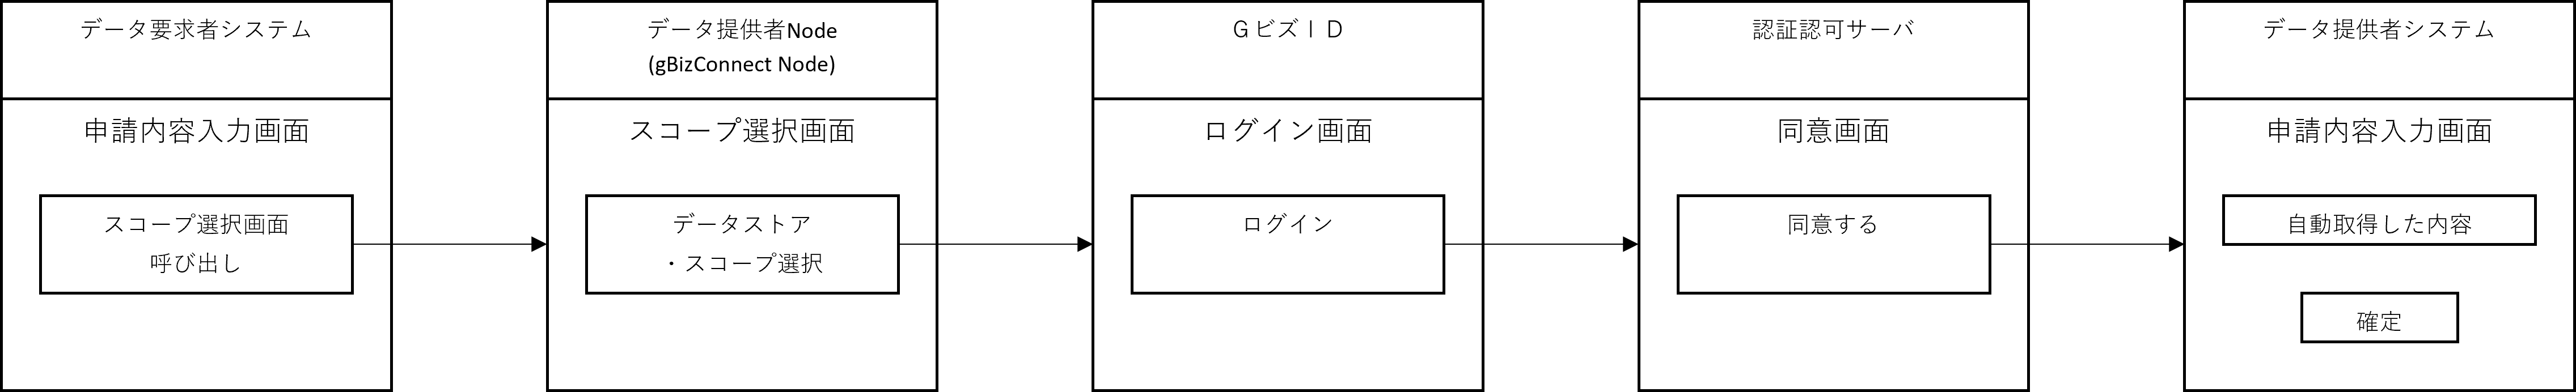 データ要求者システム
申請内容入力画面
スコープ選択画面
呼び出し
データ提供者Node
(gBizConnect Node)
スコープ選択画面
データストア
・スコープ選択
ＧビズＩＤ
ログイン画面
ログイン
認証認可サーバ
同意画面
同意する
データ提供者システム
申請内容入力画面
自動取得した内容
確定